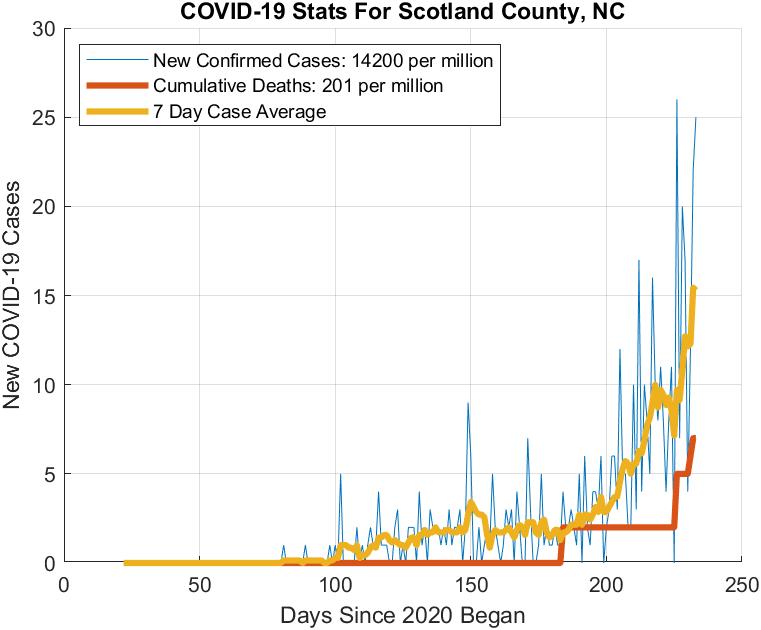 COVID-19 Stats For Scotland County, NC
30
New Confirmed Cases: 14200 per million
Cumulative Deaths: 201 per million
7 Day Case Average
25
20
15
10
5
0
New COVID-19 Cases
0 50 100 150 200 250
Days Since 2020 Began